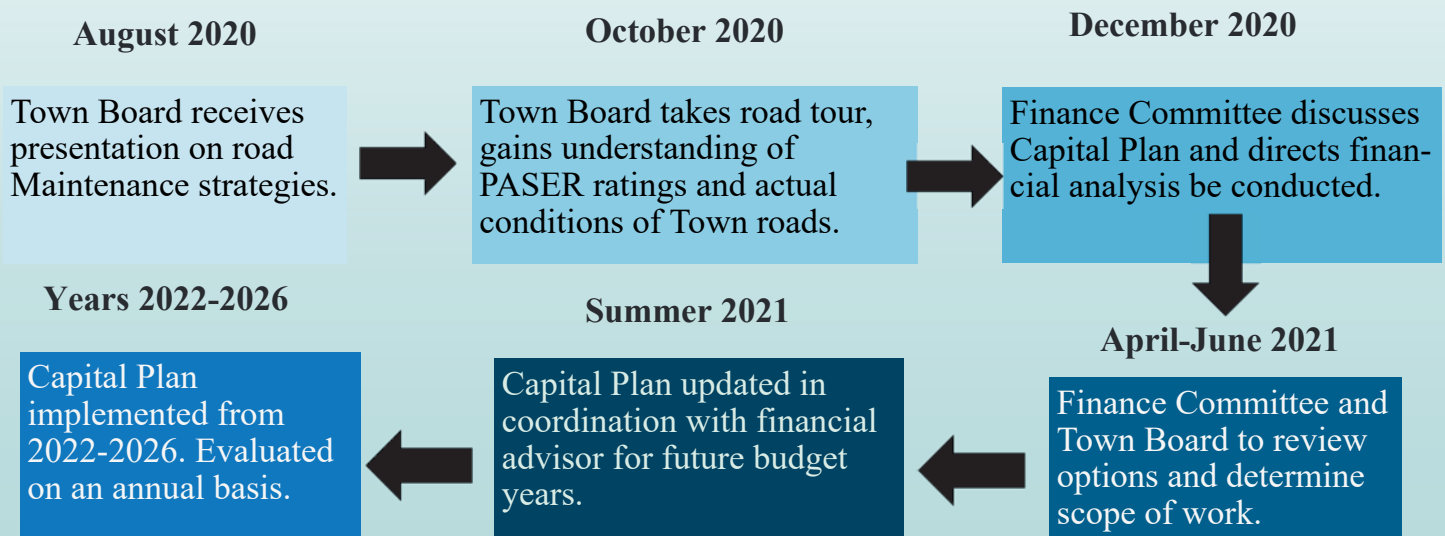 August 2020
Town Board receives
presentation on road
Maintenance strategies.
October 2020
Town Board takes road tour,
gains understanding of
PASER ratings and actual
conditions of Town roads.
December 2020
Finance Committee discusses
Capital Plan and directs finan-
cial analysis be conducted.
April-June 2021
Finance Committee and
Town Board to review
options and determine
scope of work.
Summer 2021
Capital Plan updated in
coordination with financial
advisor for future budget
years.
Years 2022-2026
Capital Plan
implemented from
2022-2026. Evaluated
on an annual basis.